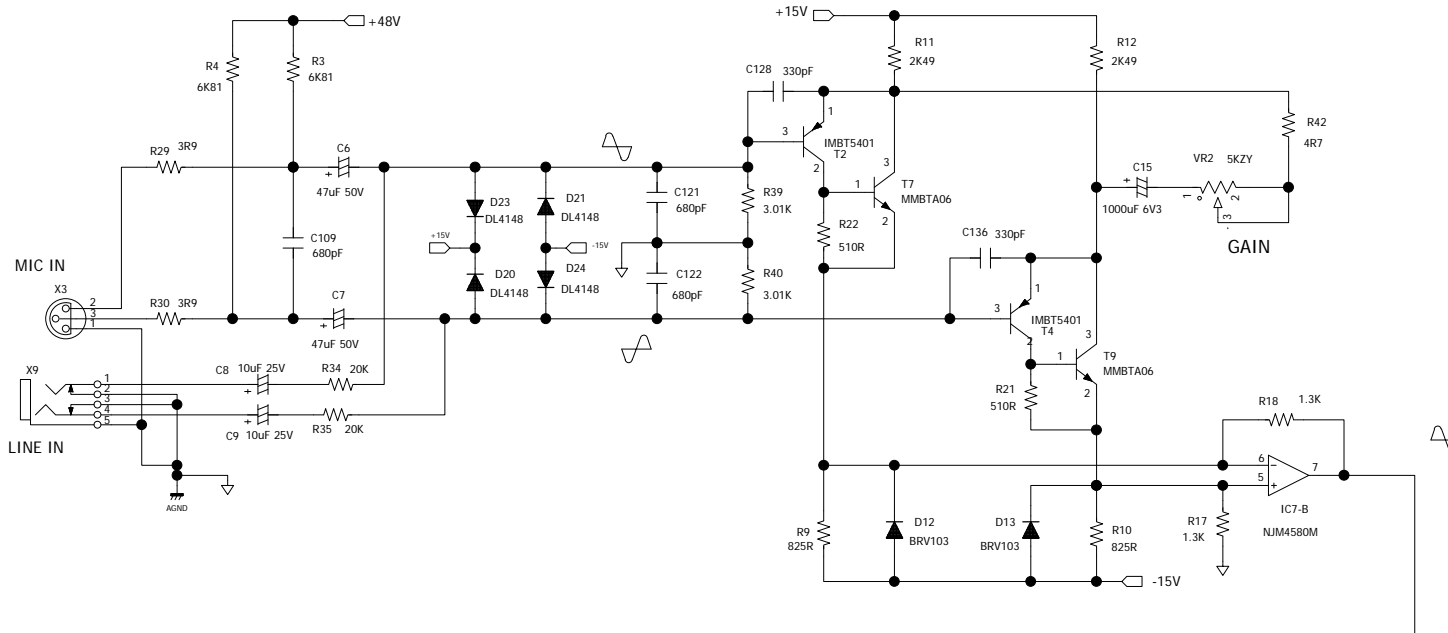 +48V
+15V
R4
6K81
R3
6K81
R11
2K49
R12
2K49
C128 330pF
1
3
IMBT5401
T2
2
R42
4R7
R29 3R9
C6
+
47uF 50V
3
T7
1
MMBTA06
2
C15
+
1000uF 6V3
VR2 5KZY
1
2
3
GAIN
C121
680pF
R39
3.01K
D23
DL4148
D21
DL4148
R22
510R
C109
680pF
+15V
-15V
C136 330pF
MIC IN
X3
2
3
1
D20
DL4148
D24
DL4148
C122
680pF
R40
3.01K
R30 3R9
C7
+
47uF 50V
1
3
IMBT5401
T4
2
3
T9
1
MMBTA06
2
X9
1
2
3
4
5
C8 10uF 25V
+
R34 20K
R21
510R
+
C9 10uF 25V
R35 20K
LINE IN
R18 1.3K
6
-
7
5
+
IC7-B
NJM4580M
AGND
R9
825R
D12
BRV103
D13
BRV103
R10
825R
R17
1.3K
-15V